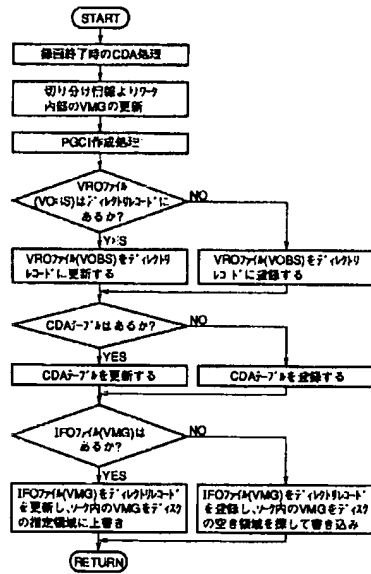 START
録画終了時のCDA処理
切り分け情報よりワーク
内部のVMGの更新
PGCI作成処理
VROファイル
(VOBS)はディレクトリレコードに
あるか?
NO
YES
VROファイル(VOBS)をディレクトリ
レコードに更新する
VROファイル(VOBS)をディレクトリ
レコードに登録する
CDAテーブルはあるか?
NO
YES
CDAテーブルを更新する
CDAテーブルを登録する
IFOファイル(VMG)は
あるか?
NO
YES
IFOファイル(VMG)をディレクトリレコード
を更新し、ワーク内のVMGをディスク
の指定領域に上書き
IFOファイル(VMG)をディレクトリレコード
を登録し、ワーク内のVMGをディスク
の空き領域を探して書き込み
RETURN